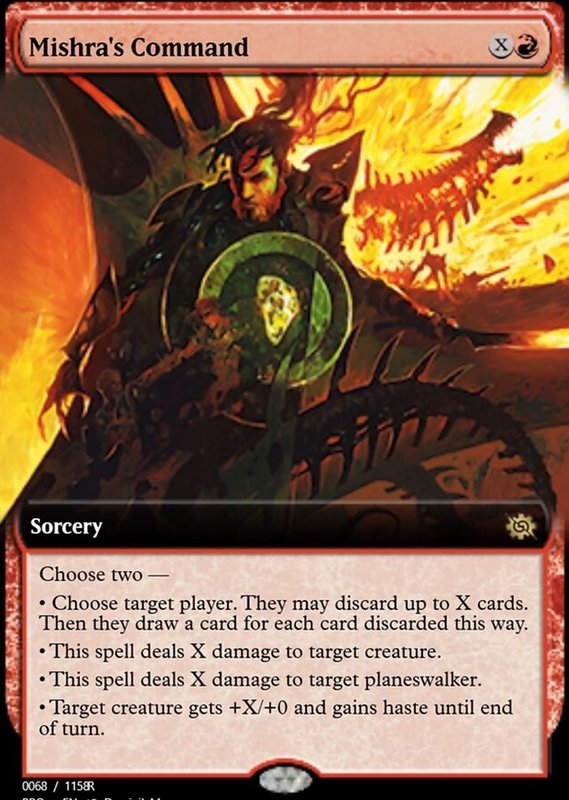 Mishra's Command
X
Sorcery
Choose two —
• Choose target player. They may discard up to X cards.
Then they draw a card for each card discarded this way.
• This spell deals X damage to target creature.
• This spell deals X damage to target planeswalker.
• Target creature gets +X/+0 and gains haste until end
of turn.
0068 / 1158R